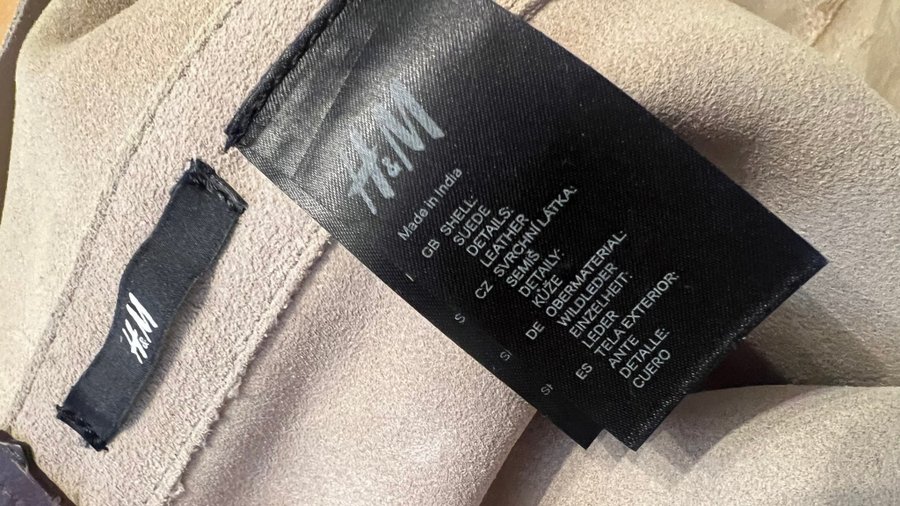 H&M
H&M
Made in India
GB SHELL:
SUEDE
DETAILS:
LEATHER
CZ SVRCHNÍ LÁTKA:
SEMIŠ
DETAILY:
KŮŽE
DE OBERMATERIAL:
WILDLEDER
EINZELHEIT:
LEDER
ES TELA EXTERIOR:
ANTE
DETALLE:
CUERO